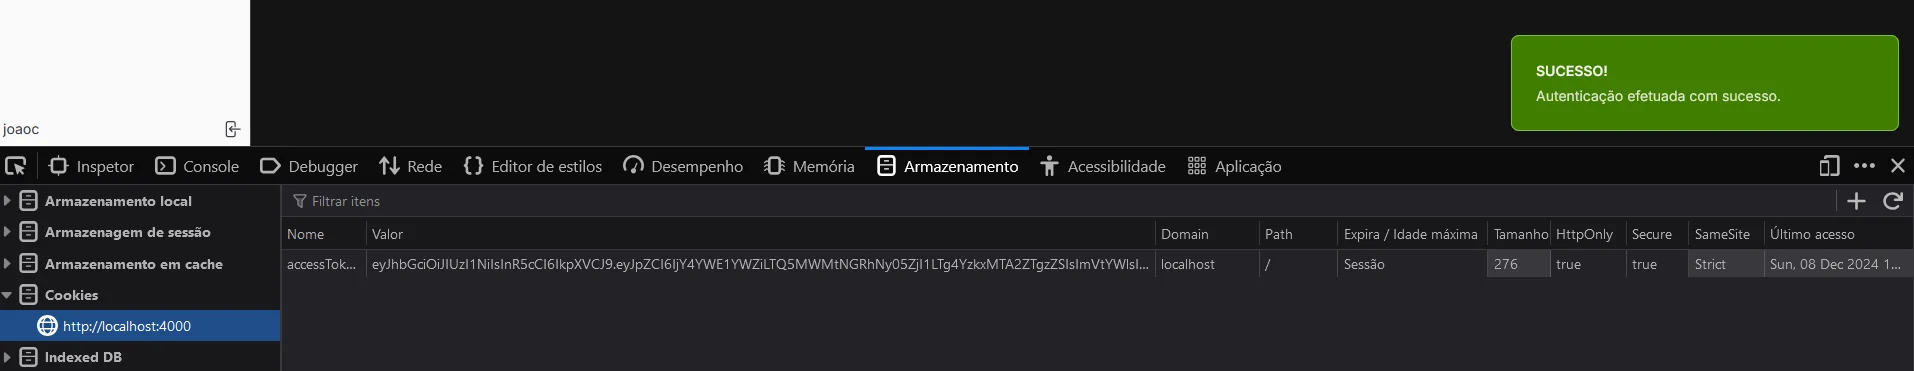 SUCESSO!
Autenticação efetuada com sucesso.
joaoc
Inspetor Console Debugger Rede Editor de estilos Desempenho Memória Armazenamento Acessibilidade Aplicação
Armazenamento local
Armazenagem de sessão
Armazenamento em cache
Cookies
http://localhost:4000
Indexed DB
Filtrar itens
Nome Valor Domain Path Expira / Idade máxima Tamanho HttpOnly Secure SameSite Último acesso
accessTok... eyJhbGciOiJIUzI1NiIsInR5cCI6IkpXVCJ9.eyJpZCI6IjY4YWE1YWZiLTQ5MWMtNGRhNy05ZjI1LTg4YzkxMTA2ZTgzZSIsImVtYWlsI... localhost / Sessão 276 true true Strict Sun, 08 Dec 2024 1...